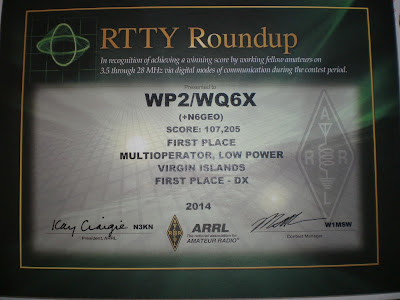 RTTY Roundup
In recognition of achieving a winning score by working fellow amateurs on
3.5 through 28 MHz via digital modes of communication during the contest period.
Presented to
WP2/WQ6X
(+N6GEO)
SCORE: 107,205
FIRST PLACE
MULTIOPERATOR, LOW POWER
VIRGIN ISLANDS
FIRST PLACE - DX
2014
Kay Craigie N3KN
President, ARRL
ARRL
The national association for
AMATEUR RADIO®
W1MSW
Contest Manager
A
R R
L